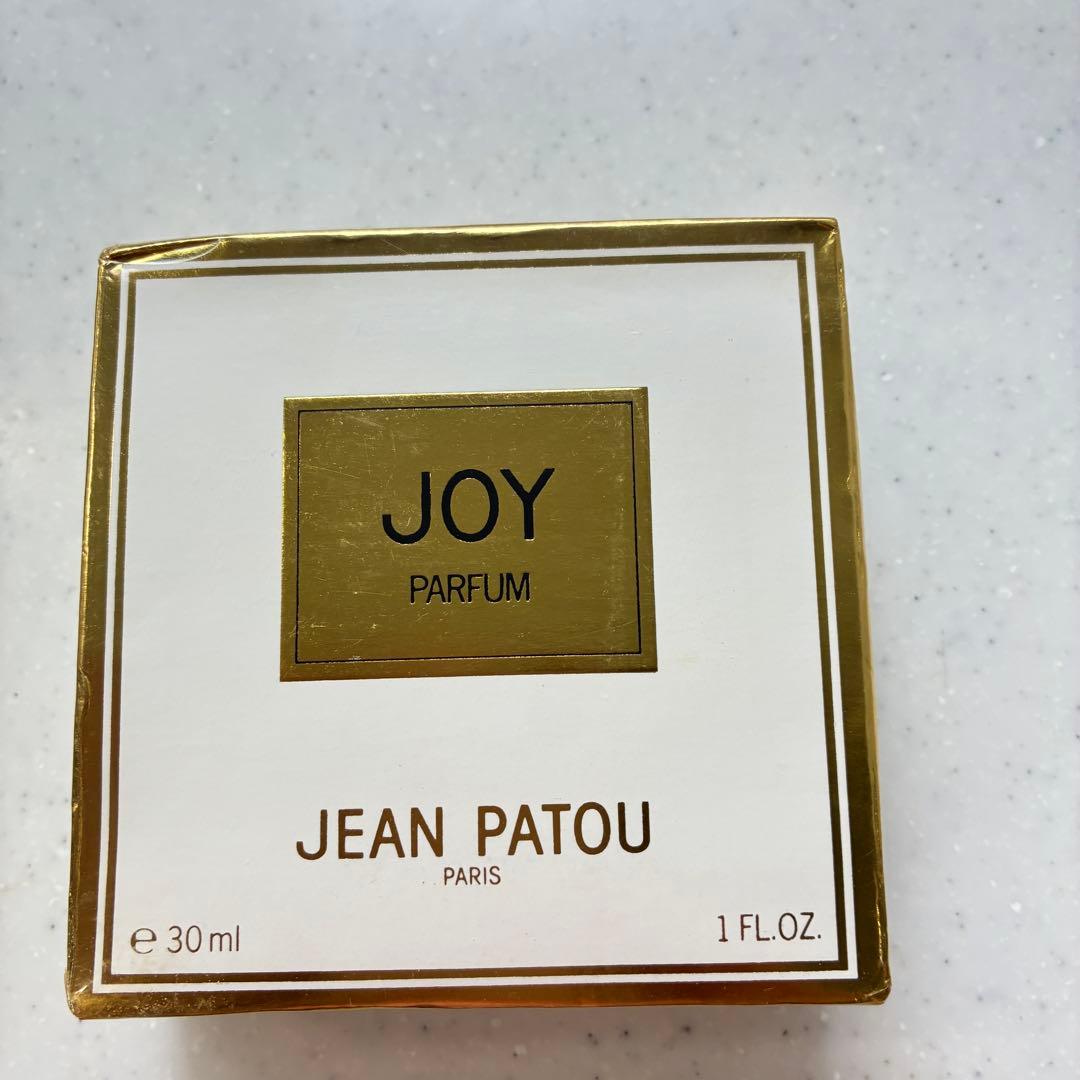 JOY
PARFUM
JEAN PATOU
PARIS
℮ 30 ml
1 FL.OZ.